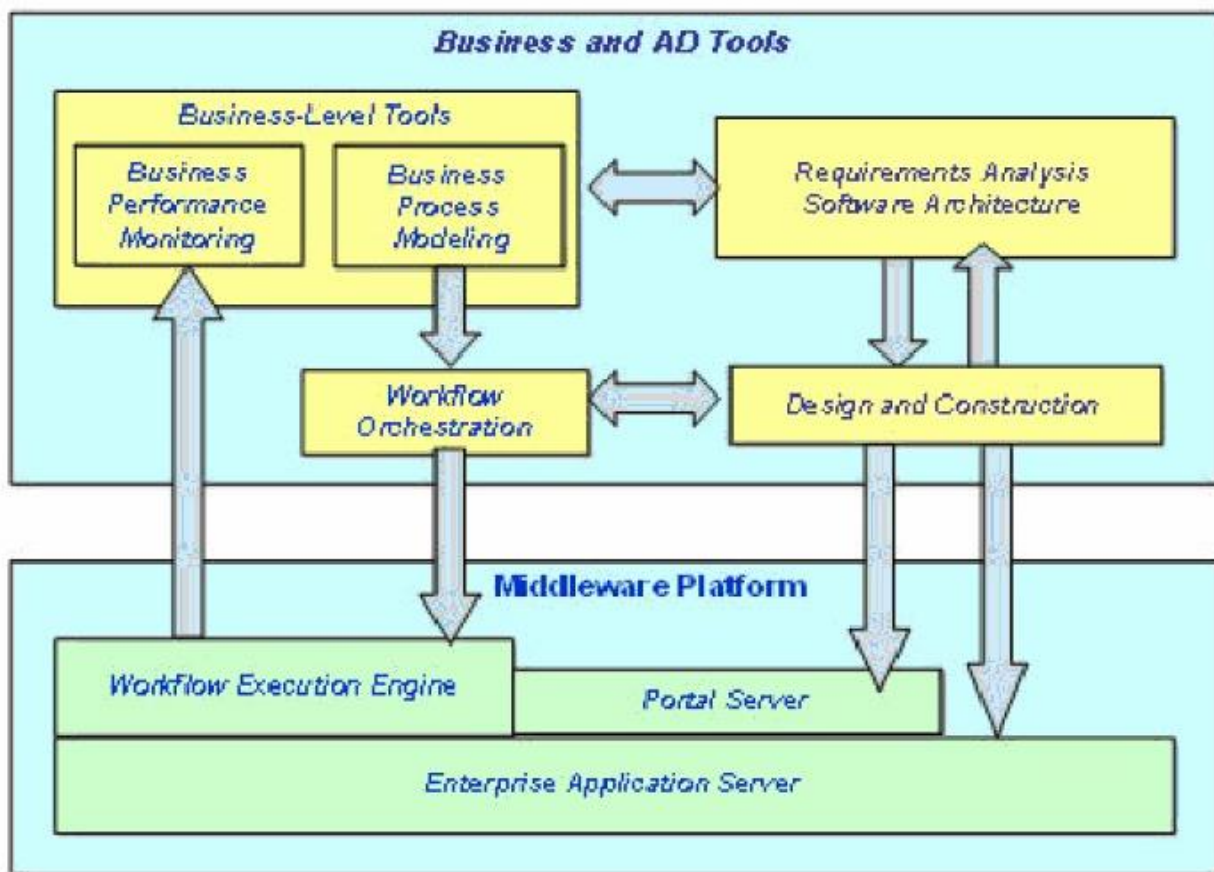 Business and AD Tools
Business-Level Tools
Business
Performance
Monitoring
Business
Process
Modeling
Requirements Analysis
Software Architecture
Workflow
Orchestration
Design and Construction
Middleware Platform
Workflow Execution Engine
Portal Server
Enterprise Application Server